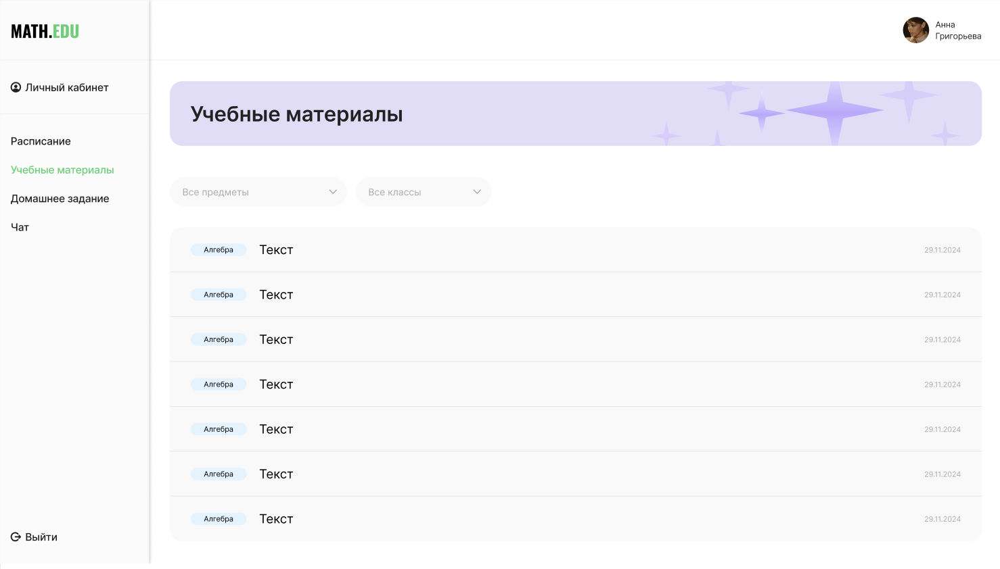 MATH.EDU
Анна
Григорьева
Личный кабинет
Расписание
Учебные материалы
Домашнее задание
Чат
Выйти
Учебные материалы
Все предметы
Все классы
Алгебра Текст 29.11.2024
Алгебра Текст 29.11.2024
Алгебра Текст 29.11.2024
Алгебра Текст 29.11.2024
Алгебра Текст 29.11.2024
Алгебра Текст 29.11.2024
Алгебра Текст 29.11.2024